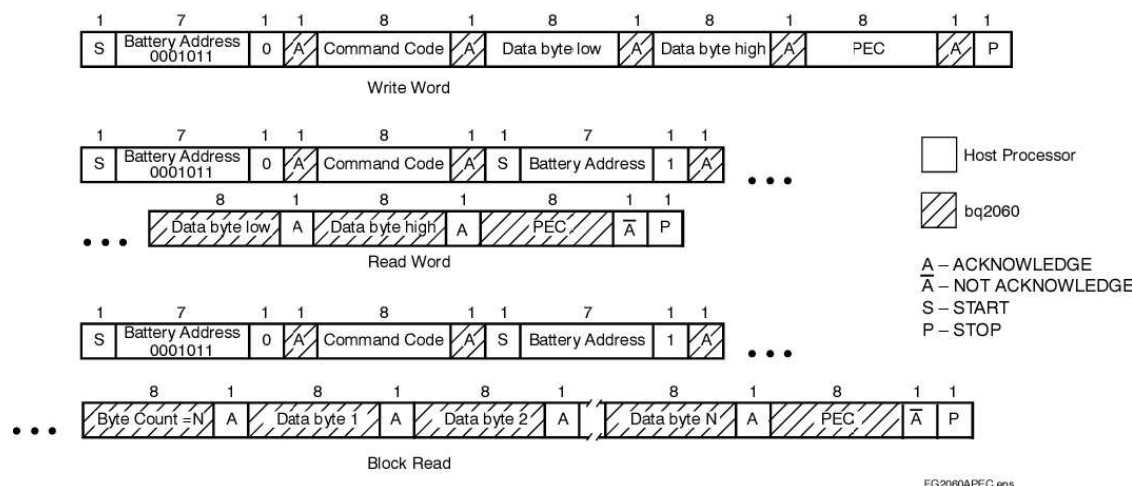 1 7 1 1 8 1 8 1 8 1 8 1 1
S Battery Address 0001011 0 A Command Code A Data byte low A Data byte high A PEC A P
Write Word
1 7 1 1 8 1 1 7 1 1
S Battery Address 0001011 0 A Command Code A S Battery Address 1 A
8 1 8 1 8 1 1
Data byte low A Data byte high A PEC A̅ P
Read Word
Host Processor
bq2060
A – ACKNOWLEDGE
A̅ – NOT ACKNOWLEDGE
S – START
P – STOP
1 7 1 1 8 1 1 7 1 1
S Battery Address 0001011 0 A Command Code A S Battery Address 1 A
8 1 8 1 8 1 8 1 8 1 1
Byte Count =N A Data byte 1 A Data byte 2 A Data byte N A PEC A̅ P
Block Read
FG2060APEC.eps